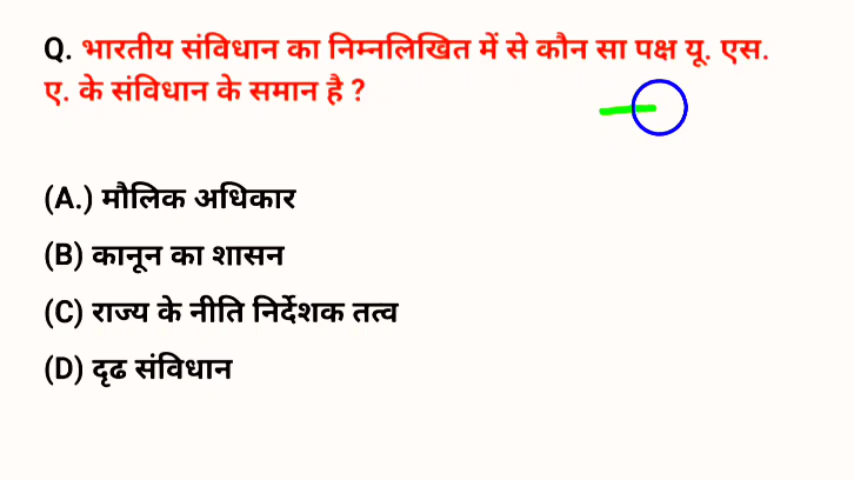 Q. भारतीय संविधान का निम्नलिखित में से कौन सा पक्ष यू. एस.
ए. के संविधान के समान है ?
(A.) मौलिक अधिकार
(B) कानून का शासन
(C) राज्य के नीति निर्देशक तत्व
(D) दृढ संविधान